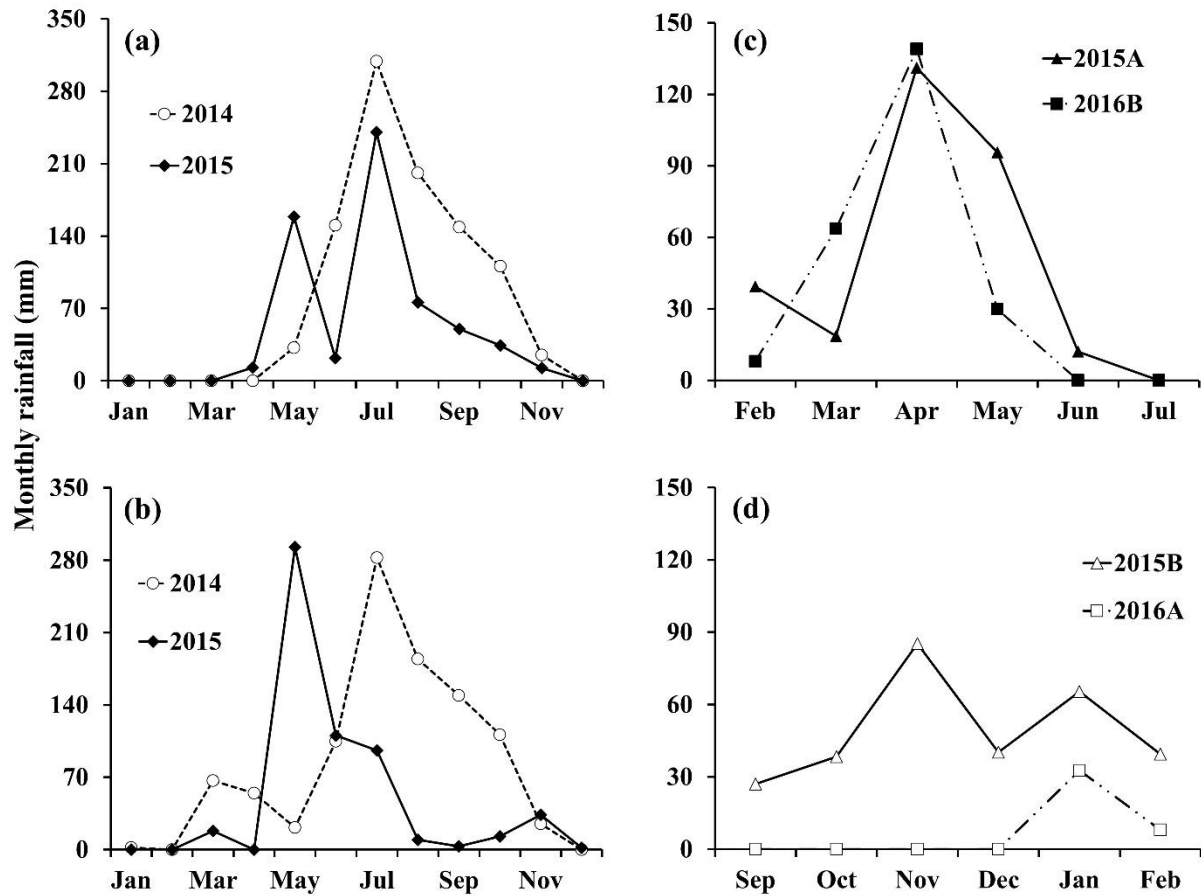 Monthly rainfall (mm)
(a)
350
280
210
140
70
0
2014
2015
Jan Mar May Jul Sep Nov
(c)
150
120
90
60
30
0
2015A
2016B
Feb Mar Apr May Jun Jul
(b)
350
280
210
140
70
0
2014
2015
Jan Mar May Jul Sep Nov
(d)
150
120
90
60
30
0
2015B
2016A
Sep Oct Nov Dec Jan Feb